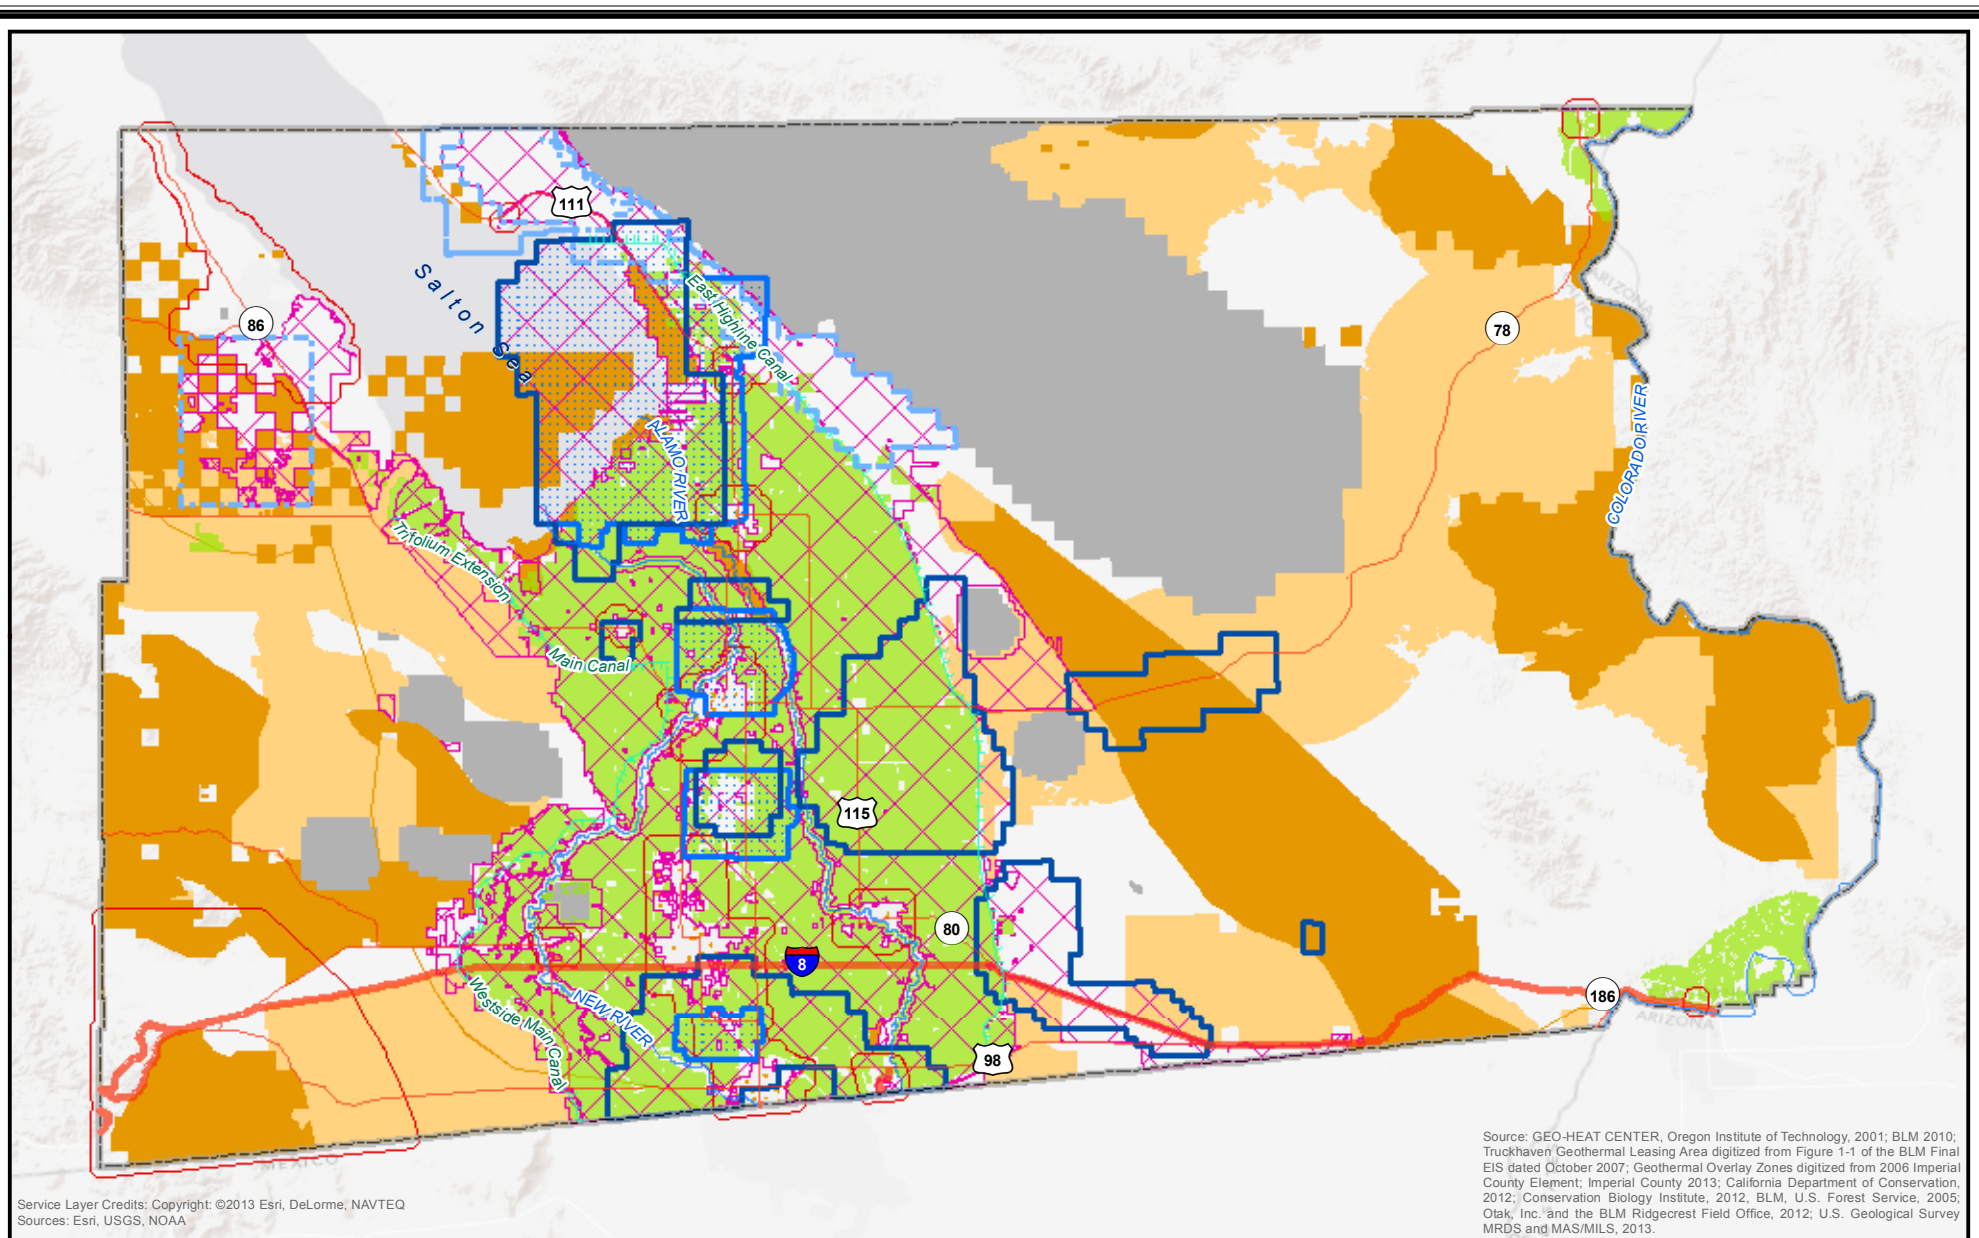 111
Salton Sea
East Highline Canal
86
78
ARIZONA
COLORADO RIVER
ALAMO RIVER
Trifolium Extension
Main Canal
115
80
8
Westside Main Canal
NEW RIVER
186
ARIZONA
98
MEXICO
Source: GEO-HEAT CENTER, Oregon Institute of Technology, 2001; BLM 2010;
Truckhaven Geothermal Leasing Area digitized from Figure 1-1 of the BLM Final
EIS dated October 2007; Geothermal Overlay Zones digitized from 2006 Imperial
County Element; Imperial County 2013; California Department of Conservation,
2012; Conservation Biology Institute, 2012, BLM, U.S. Forest Service, 2005;
Otak, Inc. and the BLM Ridgecrest Field Office, 2012; U.S. Geological Survey
MRDS and MAS/MILS, 2013.
Service Layer Credits: Copyright: ©2013 Esri, DeLorme, NAVTEQ
Sources: Esri, USGS, NOAA